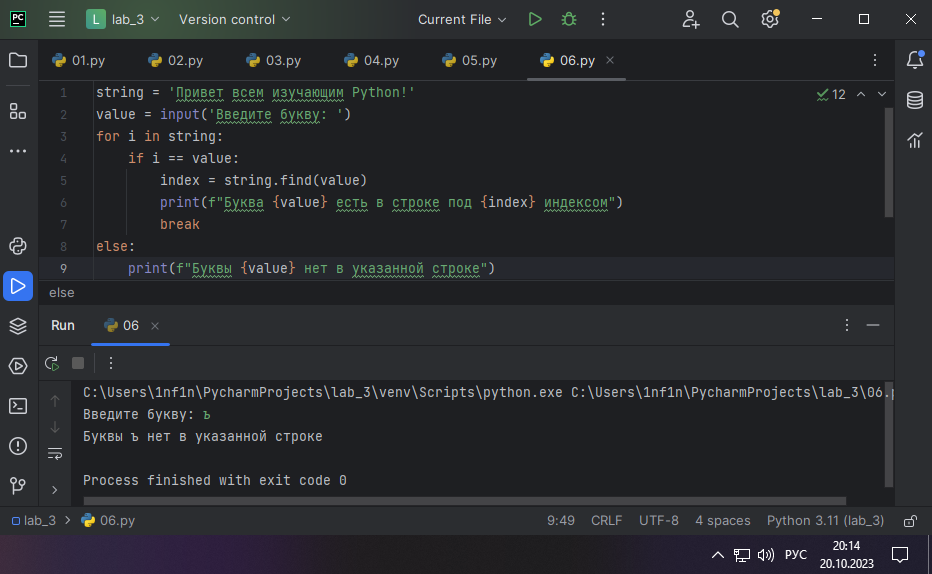 PC L lab_3 Version control Current File
01.py 02.py 03.py 04.py 05.py 06.py
1 string = 'Привет всем изучающим Python!'
12
2 value = input('Введите букву: ')
3 for i in string:
4 if i == value:
5 index = string.find(value)
6 print(f"Буква {value} есть в строке под {index} индексом")
7 break
8 else:
9 print(f"Буквы {value} нет в указанной строке")
else
Run 06
C:\Users\1nf1n\PycharmProjects\lab_3\venv\Scripts\python.exe C:\Users\1nf1n\PycharmProjects\lab_3\06.p
Введите букву: ъ
Буквы ъ нет в указанной строке
Process finished with exit code 0
lab_3 06.py 9:49 CRLF UTF-8 4 spaces Python 3.11 (lab_3)
РУС 20:14
20.10.2023